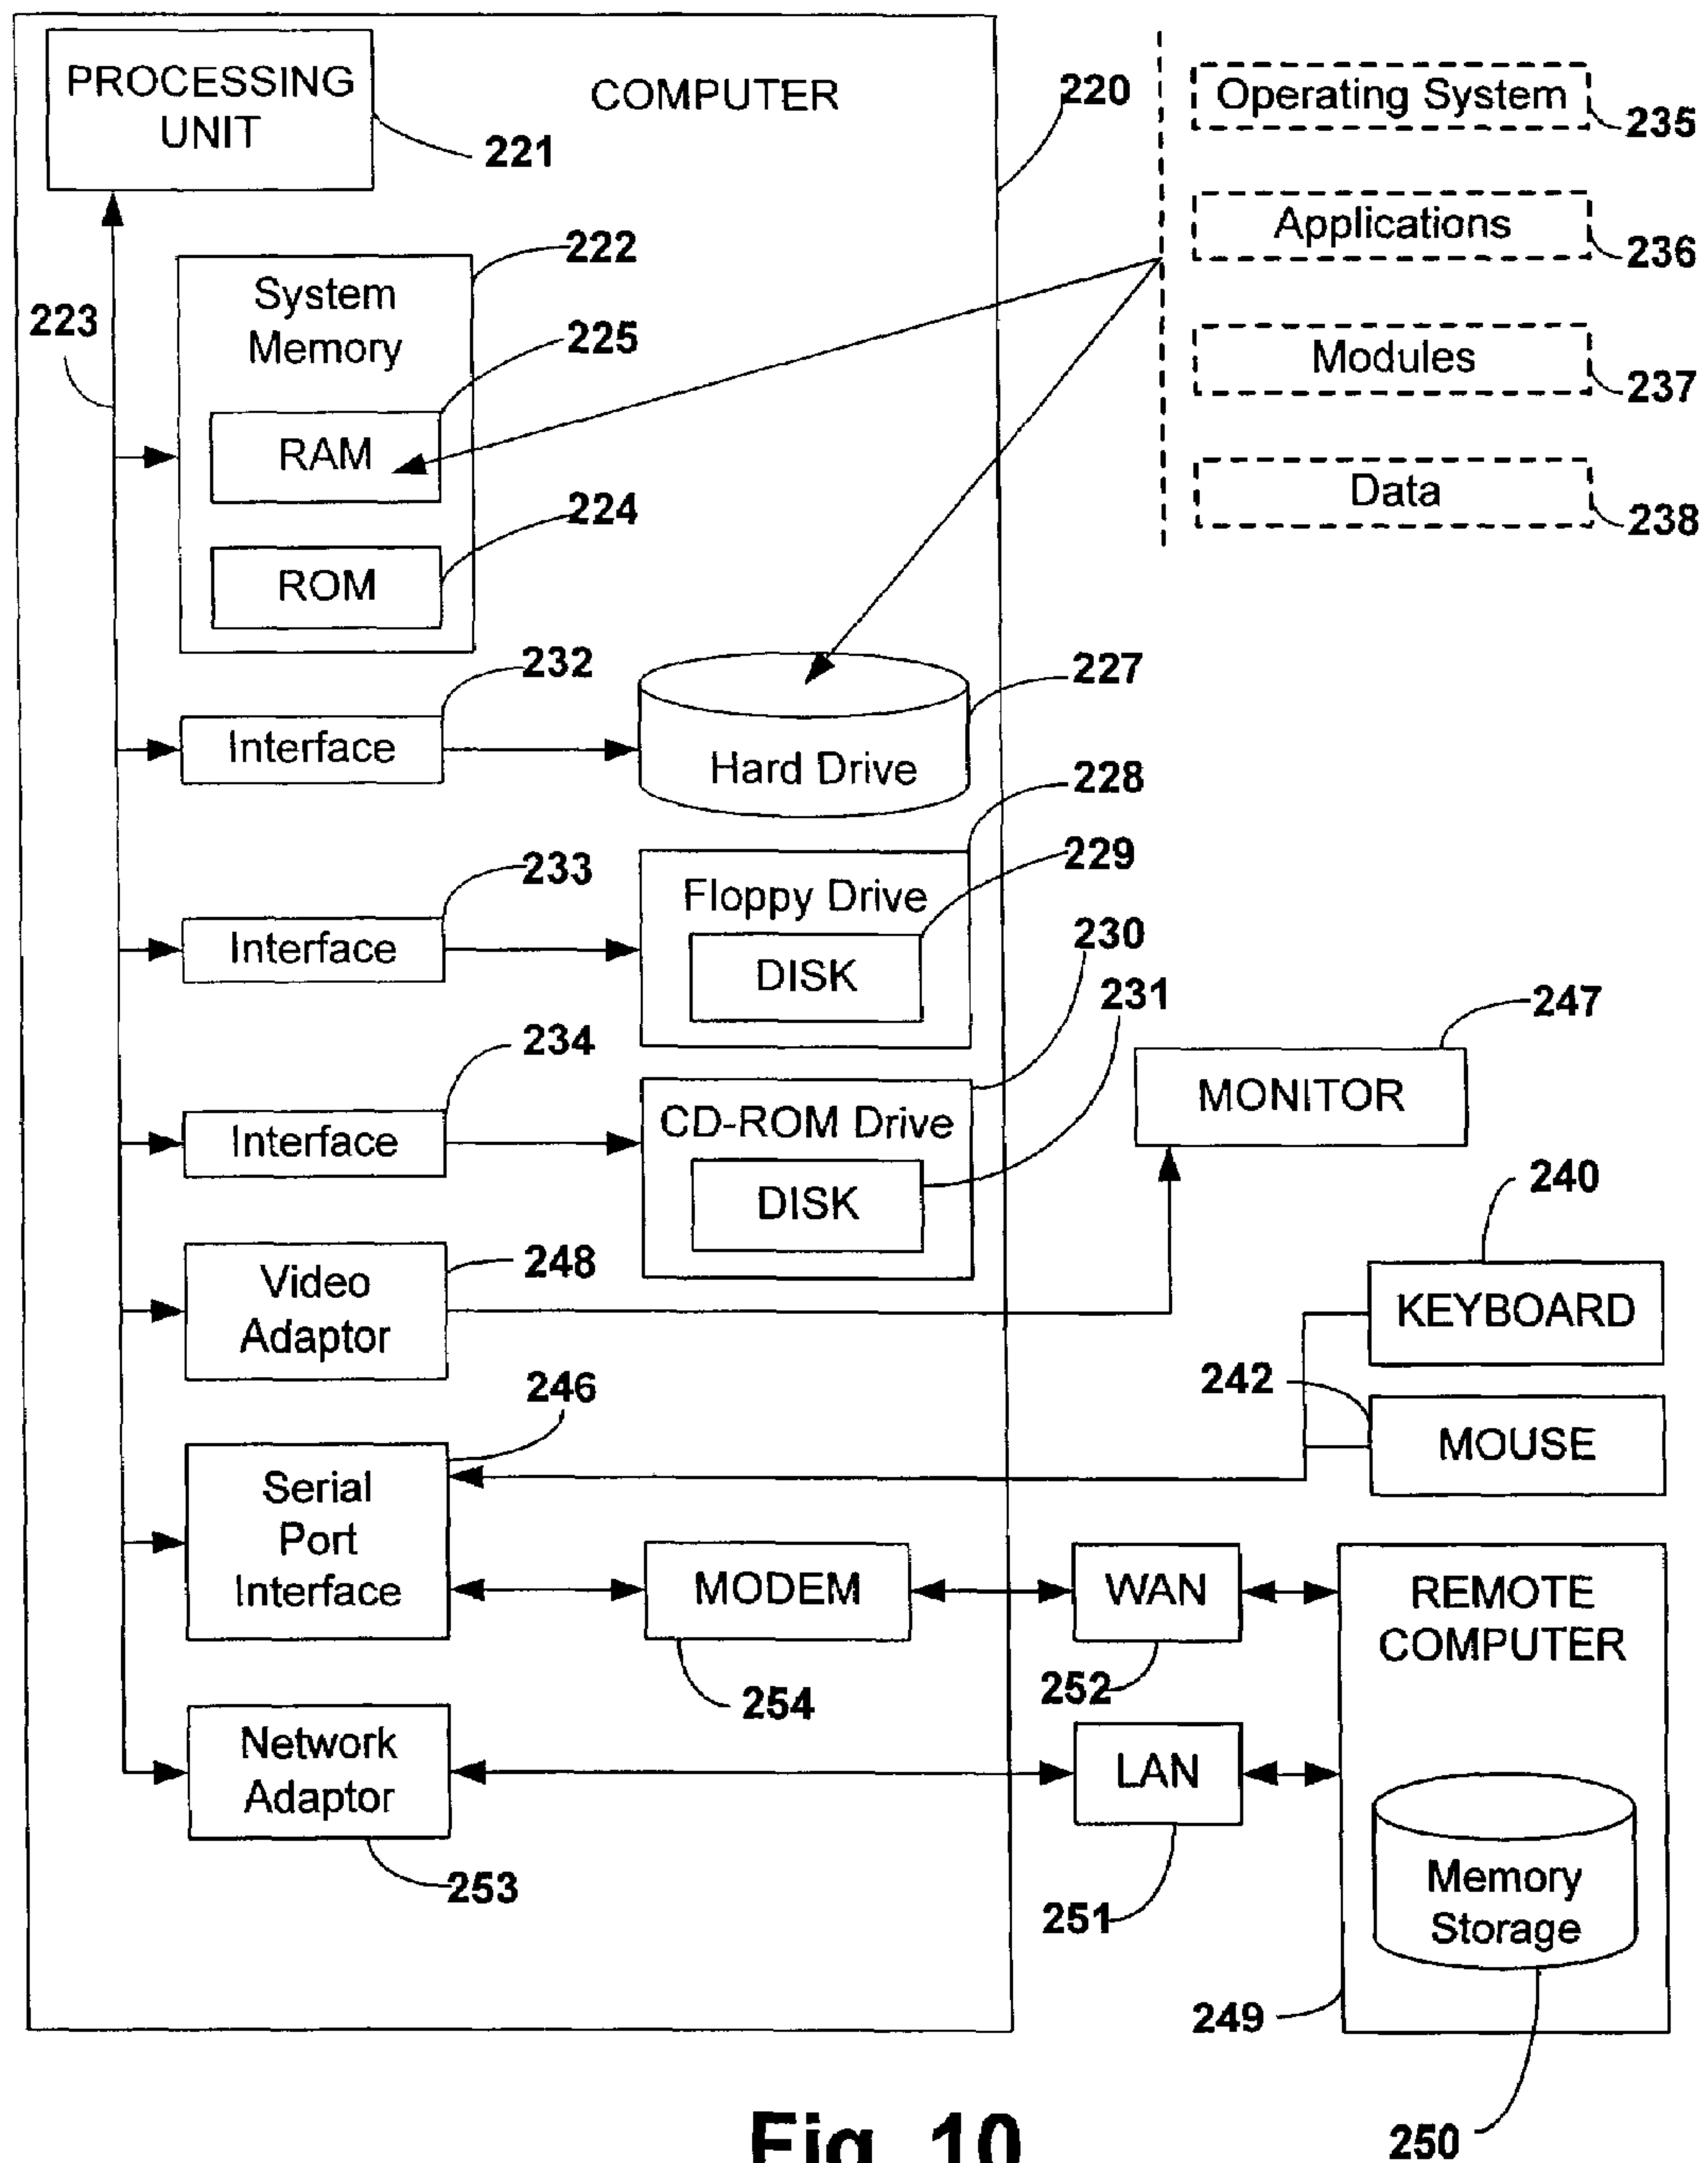 PROCESSING
UNIT
221
COMPUTER
220
Operating System
235
Applications
236
Modules
237
Data
238
222
System
Memory
223
225
RAM
224
ROM
232
Interface
227
Hard Drive
228
233
Interface
229
Floppy Drive
DISK
230
231
234
Interface
CD-ROM Drive
DISK
247
MONITOR
240
KEYBOARD
248
Video
Adaptor
242
MOUSE
246
Serial
Port
Interface
MODEM
254
WAN
252
REMOTE
COMPUTER
Network
Adaptor
253
LAN
251
Memory
Storage
249
250
Fig. 10